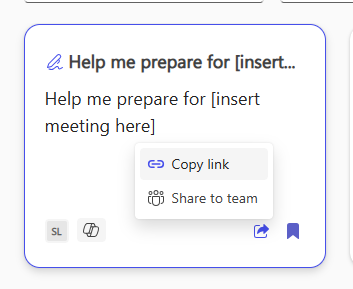 Help me prepare for [insert...
Help me prepare for [insert
meeting here]
Copy link
Share to team
SL